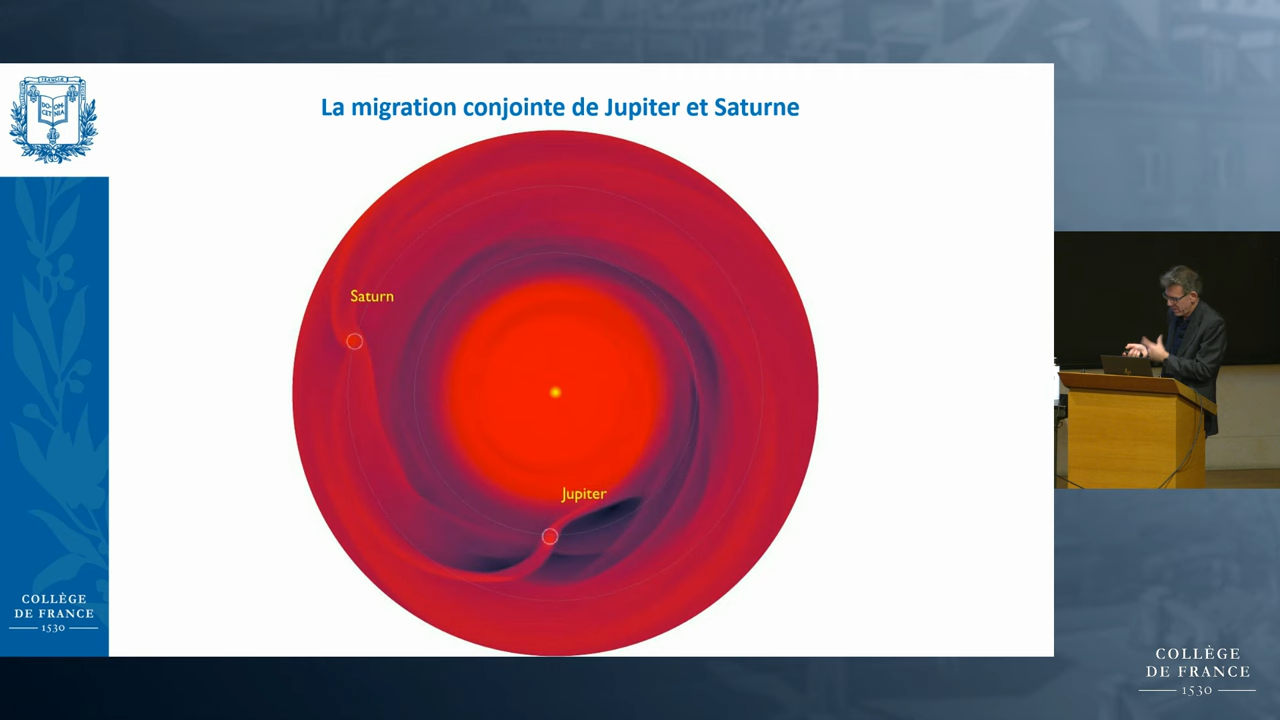 La migration conjointe de Jupiter et Saturne
Saturn
Jupiter
COLLÈGE
DE FRANCE
1530
COLLÈGE
DE FRANCE
1530